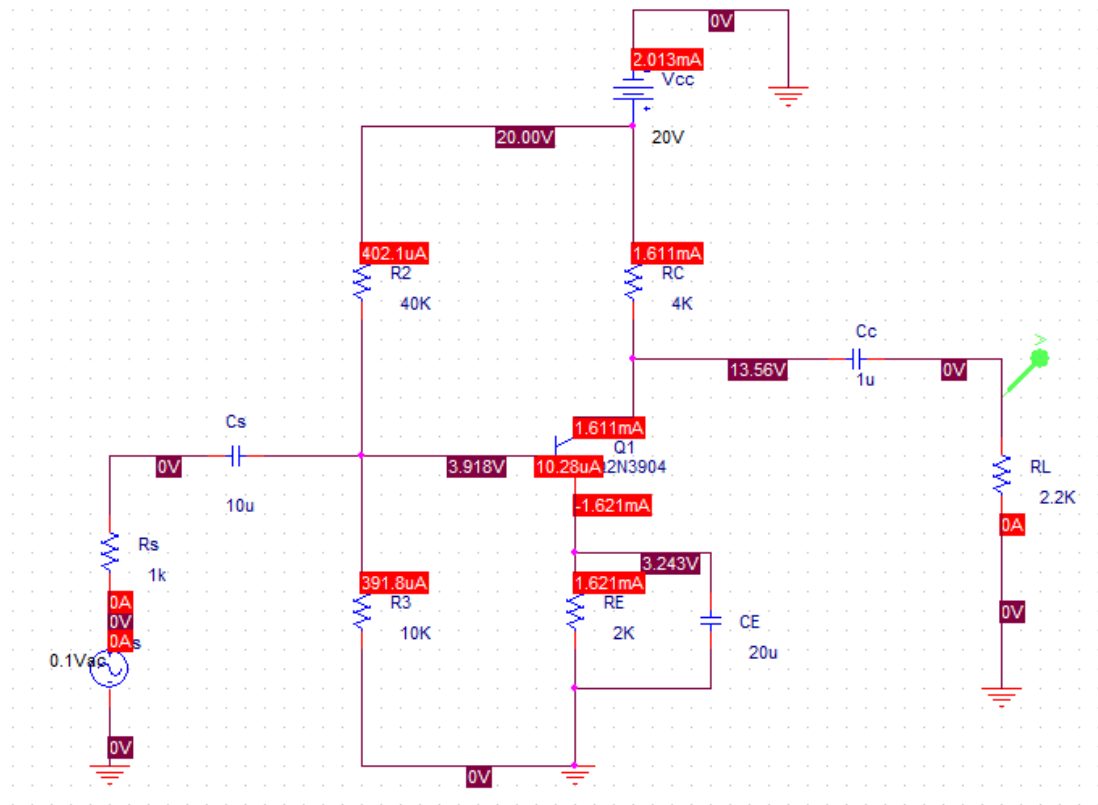 0V
2.013mA
Vcc
20.00V
20V
402.1uA
R2
40K
1.611mA
RC
4K
Cc
13.56V
1u
0V
Cs
0V
10u
3.918V
1.611mA
Q1
10.28uA
2N3904
-1.621mA
RL
2.2K
0A
Rs
1k
3.243V
391.8uA
R3
10K
1.621mA
RE
2K
CE
20u
0A
0V
0A
0.1Vac
0V
0V
0V